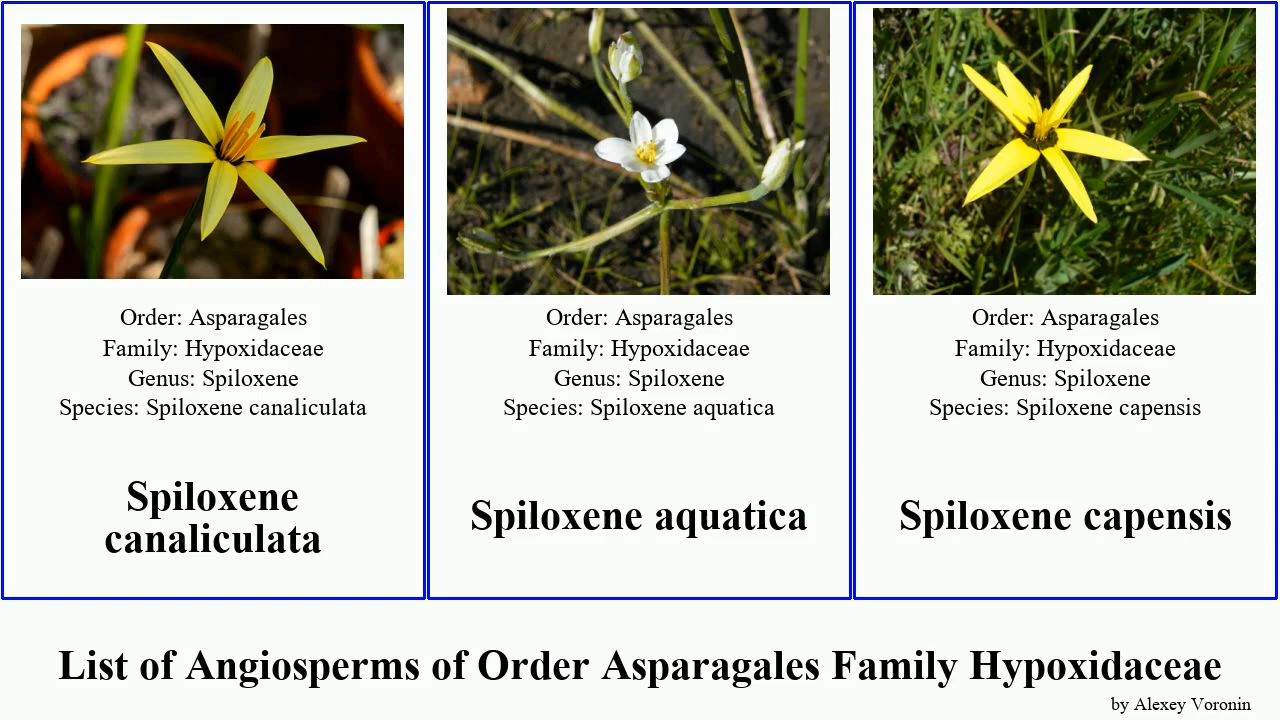 Order: Asparagales
Family: Hypoxidaceae
Genus: Spiloxene
Species: Spiloxene canaliculata
Spiloxene
canaliculata
Order: Asparagales
Family: Hypoxidaceae
Genus: Spiloxene
Species: Spiloxene aquatica
Spiloxene aquatica
Order: Asparagales
Family: Hypoxidaceae
Genus: Spiloxene
Species: Spiloxene capensis
Spiloxene capensis
List of Angiosperms of Order Asparagales Family Hypoxidaceae
by Alexey Voronin